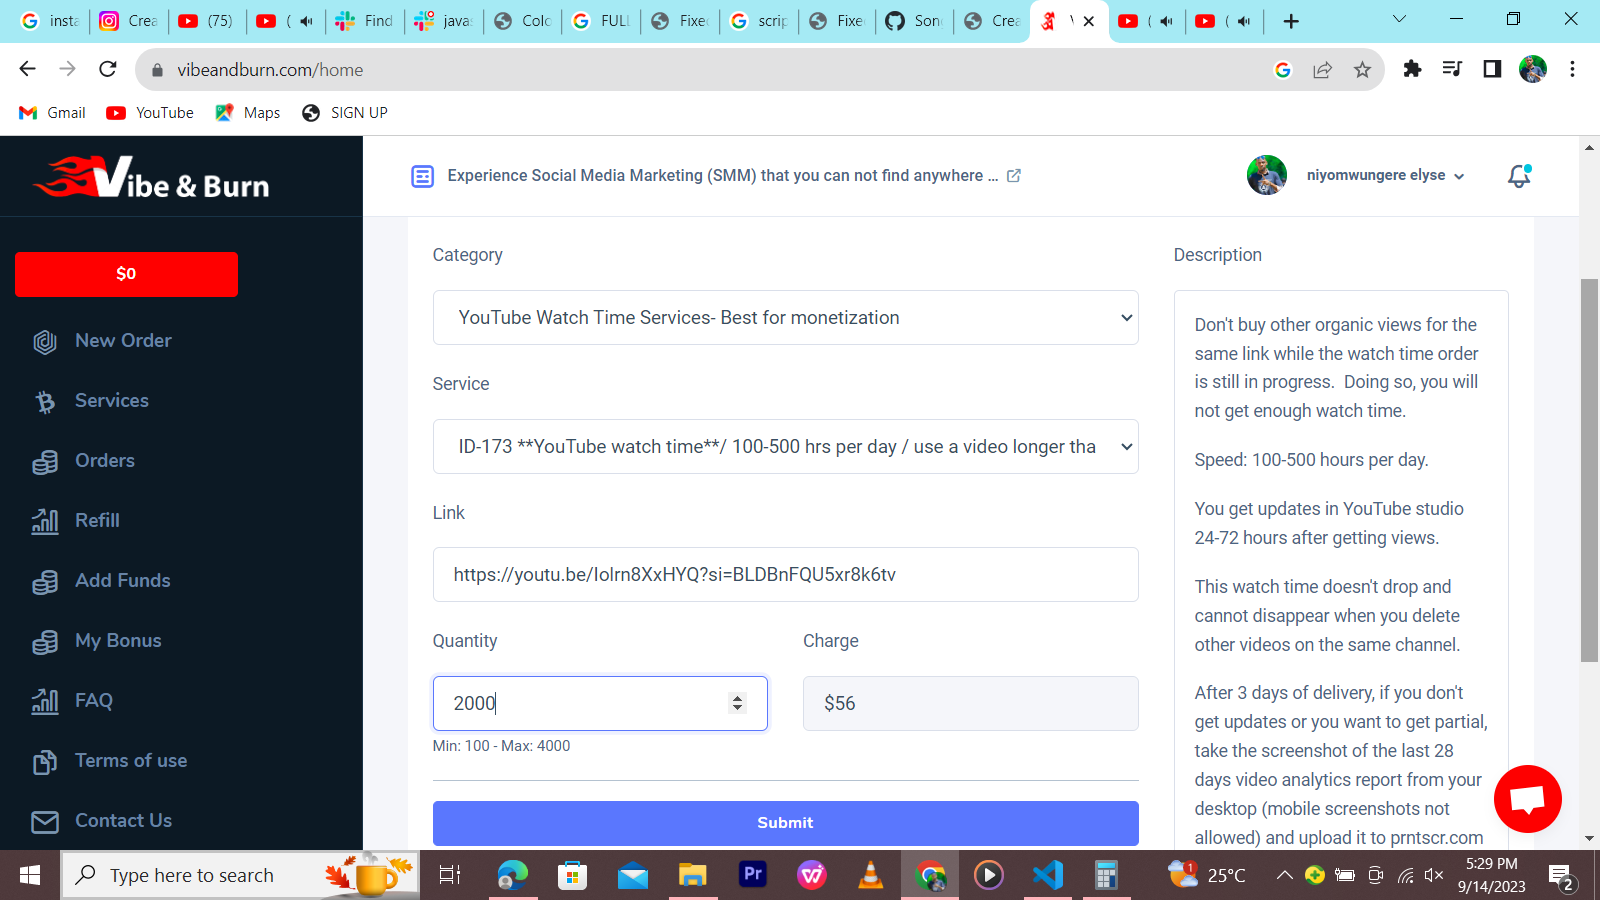 insta
Crea
(75)
(
Find
javas
Colo
FULL
Fixed
scrip
Fixed
Son
Crea
(
(
vibeandburn.com/home
Gmail
YouTube
Maps
SIGN UP
Vibe & Burn
Experience Social Media Marketing (SMM) that you can not find anywhere ...
niyomwungere elyse
$0
New Order
Services
Orders
Refill
Add Funds
My Bonus
FAQ
Terms of use
Contact Us
Category
YouTube Watch Time Services- Best for monetization
Service
ID-173 **YouTube watch time**/ 100-500 hrs per day / use a video longer tha
Link
https://youtu.be/Iolrn8XxHYQ?si=BLDBnFQU5xr8k6tv
Quantity
Charge
2000
$56
Min: 100 - Max: 4000
Submit
Description
Don't buy other organic views for the
same link while the watch time order
is still in progress.  Doing so, you will
not get enough watch time.
Speed: 100-500 hours per day.
You get updates in YouTube studio
24-72 hours after getting views.
This watch time doesn't drop and
cannot disappear when you delete
other videos on the same channel.
After 3 days of delivery, if you don't
get updates or you want to get partial,
take the screenshot of the last 28
days video analytics report from your
desktop (mobile screenshots not
allowed) and upload it to prntscr.com
Type here to search
Pr
1
25°C
5:29 PM
9/14/2023
2